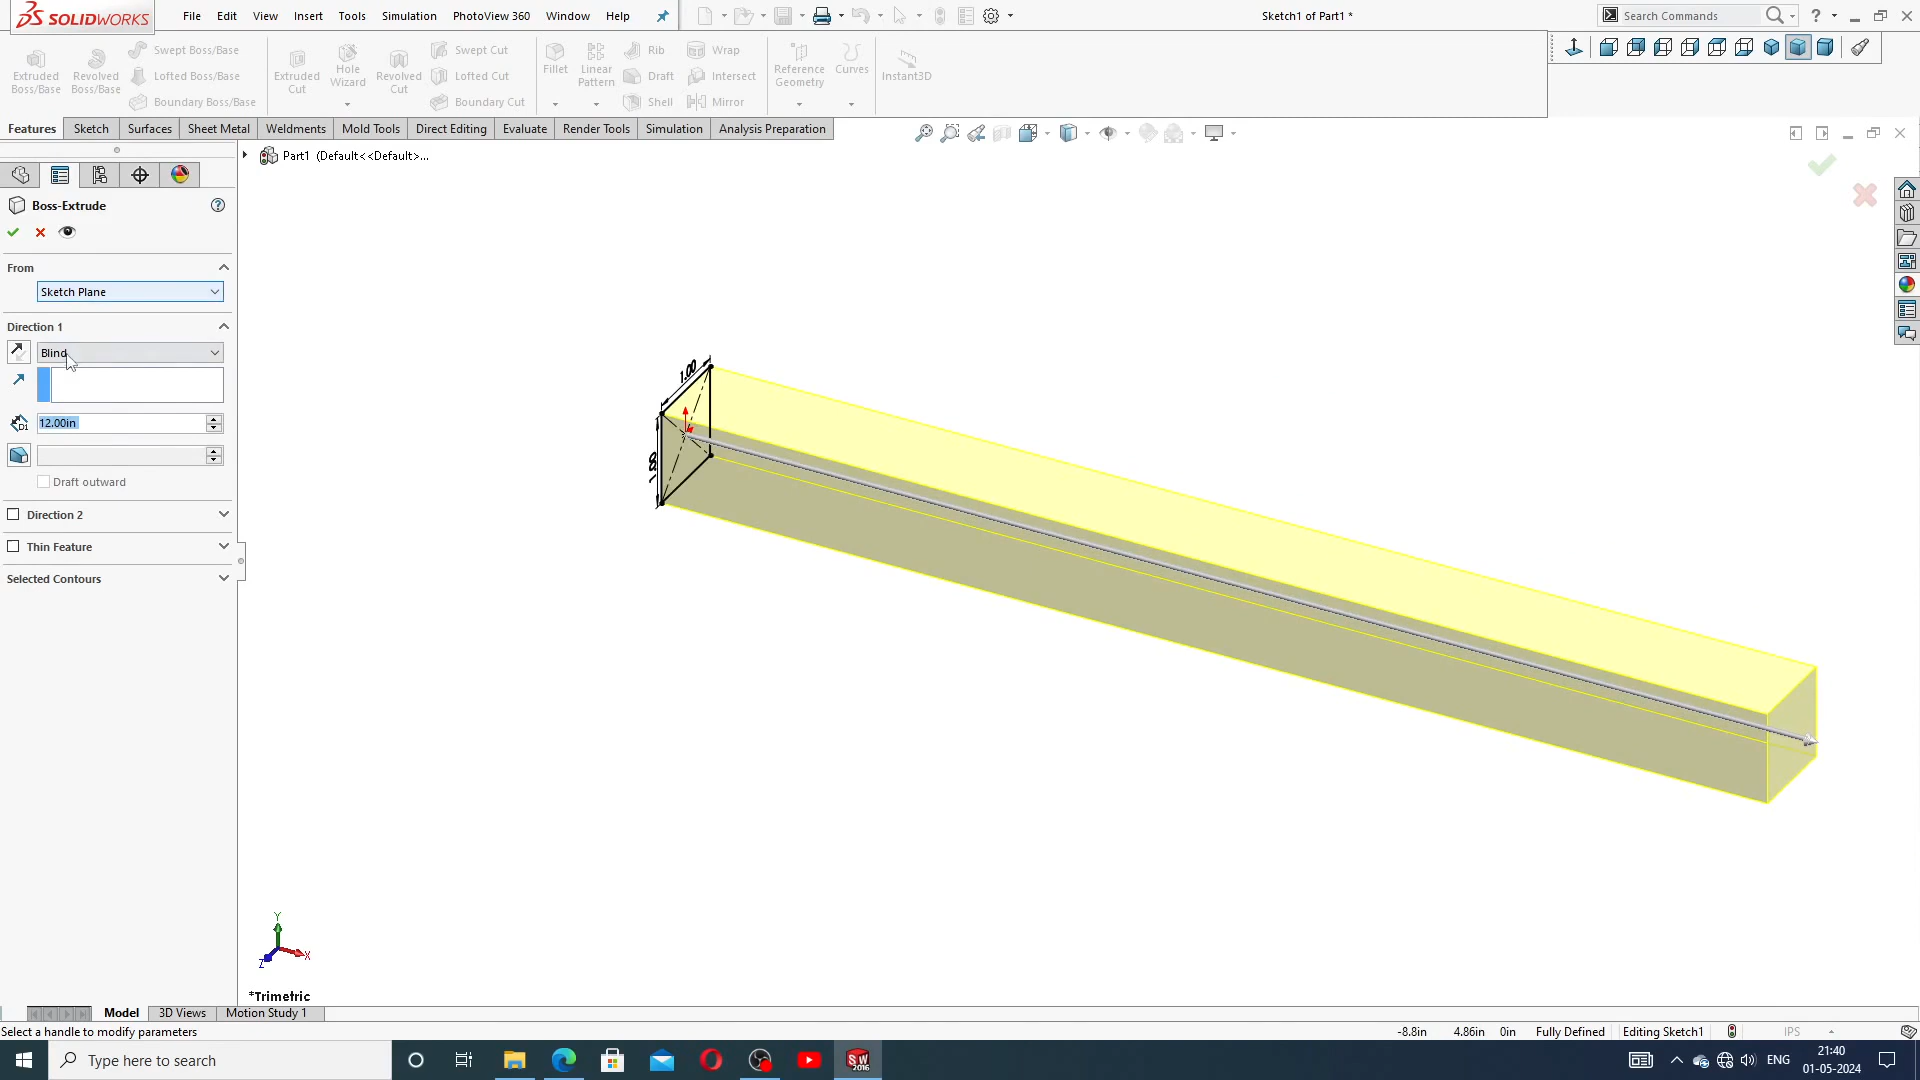 SOLIDWORKS File Edit View Insert Tools Simulation PhotoView 360 Window Help Sketch1 of Part1 * Search Commands
Extruded Boss/Base
Revolved Boss/Base
Swept Boss/Base
Lofted Boss/Base
Boundary Boss/Base
Extruded Cut
Hole Wizard
Revolved Cut
Swept Cut
Lofted Cut
Boundary Cut
Fillet
Linear Pattern
Rib
Draft
Shell
Wrap
Intersect
Mirror
Reference Geometry
Curves
Instant3D
Features Sketch Surfaces Sheet Metal Weldments Mold Tools Direct Editing Evaluate Render Tools Simulation Analysis Preparation
Part1 (Default<<Default>...
Boss-Extrude
From
Sketch Plane
Direction 1
Blind
D1
12.00in
Draft outward
Direction 2
Thin Feature
Selected Contours
1.00
1.00
Y
X
Z
*Trimetric
Model 3D Views Motion Study 1
Select a handle to modify parameters -8.8in 4.86in 0in Fully Defined Editing Sketch1 IPS
Type here to search SW 2016 ENG 21:40
01-05-2024